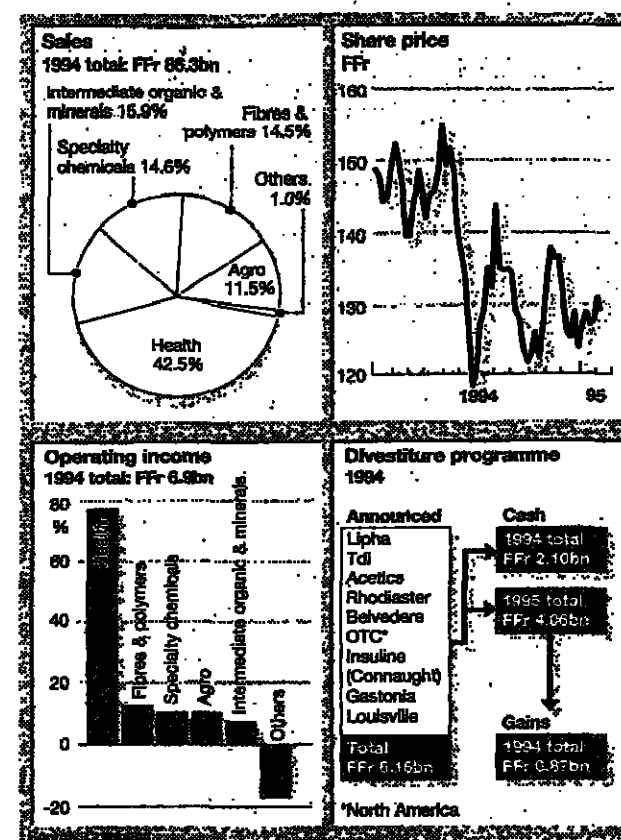 Sales
1994 total: FFr 86.3bn
Intermediate organic &
minerals 15.9%
Fibres &
polymers 14.5%
Specialty
chemicals 14.6%
Others
1.0%
Agro
11.5%
Health
42.5%
Share price
FFr
160
150
140
130
120
1994
95
Operating income
1994 total: FFr 6.9bn
80
%
60
40
20
0
-20
Health
Fibres & polymers
Specialty chemicals
Agro
Intermediate organic & minerals
Others
Divestiture programme
1994
Announced
Lipha
Tdi
Acetics
Rhodiaster
Belvedere
OTC*
Insuline
(Connaught)
Gastonia
Louisville
Total
FFr 6.16bn
Cash
1994 total
FFr 2.10bn
1995 total
FFr 4.06bn
Gains
1994 total
FFr 0.87bn
*North America